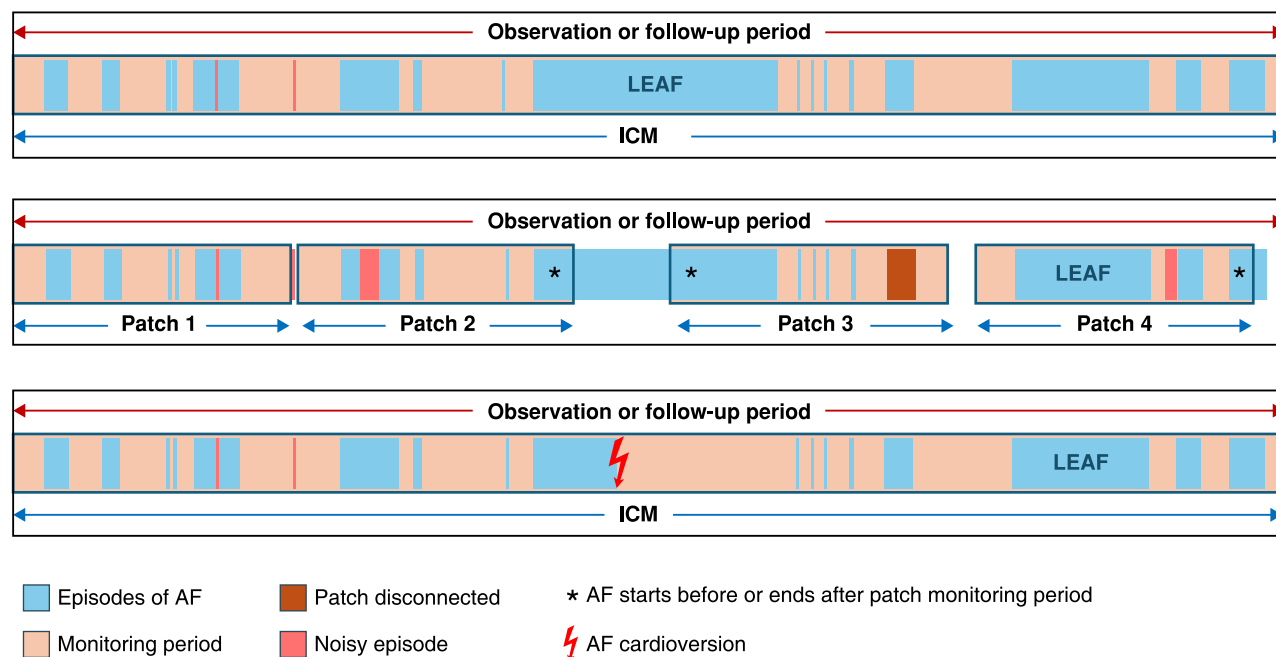 Observation or follow-up period
LEAF
ICM
Observation or follow-up period
* * LEAF *
Patch 1 Patch 2 Patch 3 Patch 4
Observation or follow-up period
LEAF
ICM
Episodes of AF Patch disconnected * AF starts before or ends after patch monitoring period
Monitoring period Noisy episode AF cardioversion